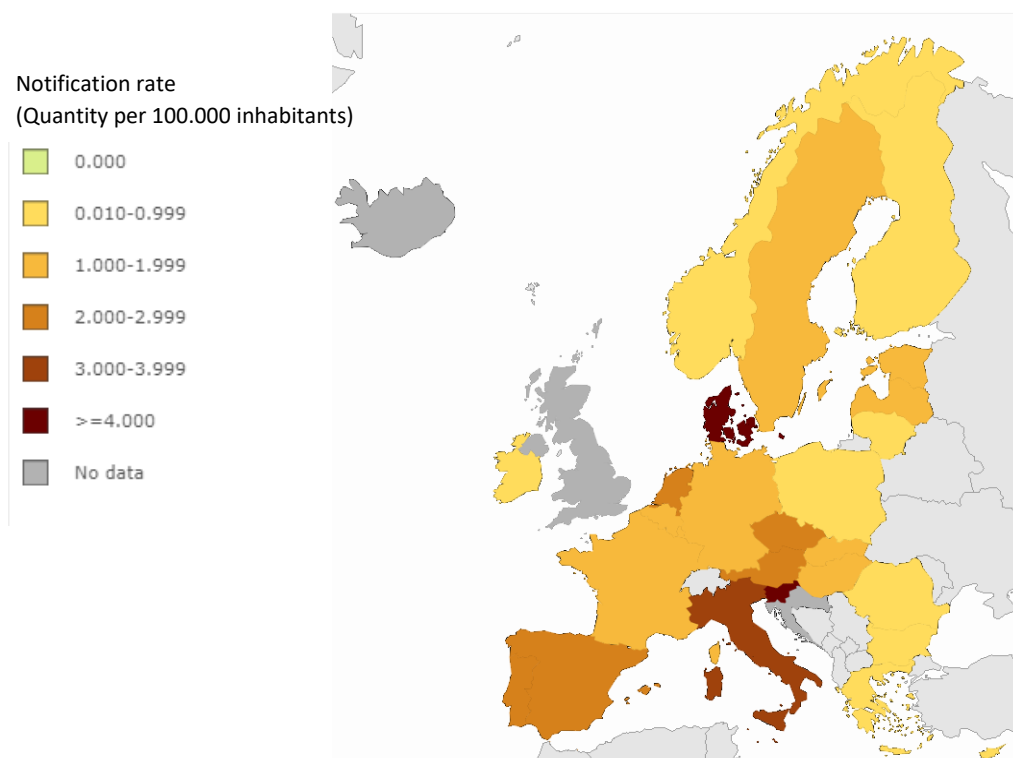 Notification rate
(Quantity per 100.000 inhabitants)
0.000
0.010-0.999
1.000-1.999
2.000-2.999
3.000-3.999
>=4.000
No data